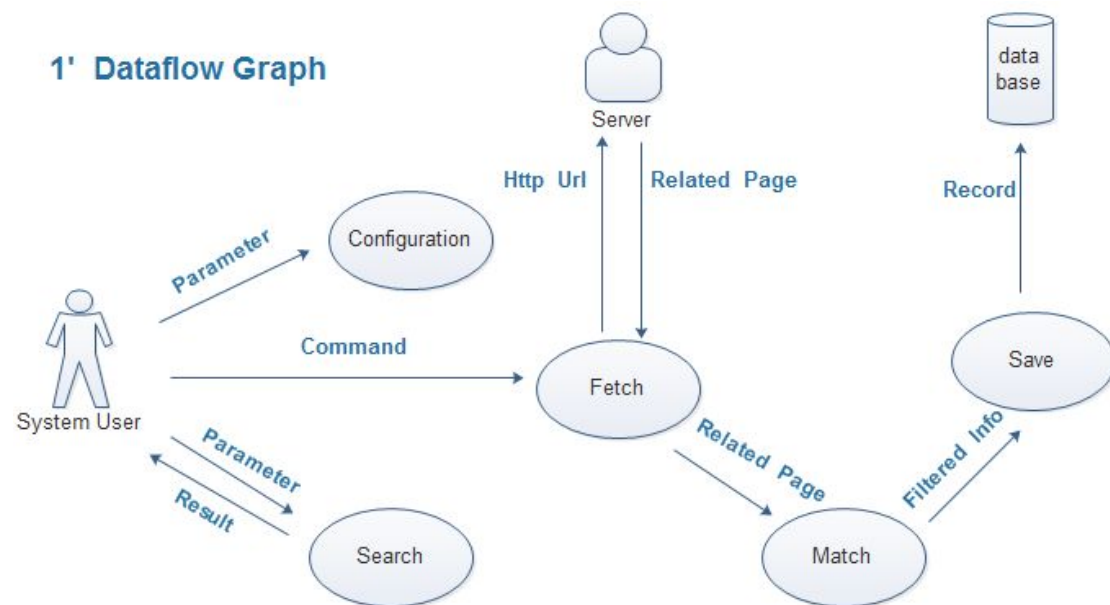 1' Dataflow Graph
Server
data
base
Http Url
Related Page
Record
Parameter
Configuration
Command
System User
Fetch
Save
Parameter
Result
Search
Related Page
Match
Filtered Info